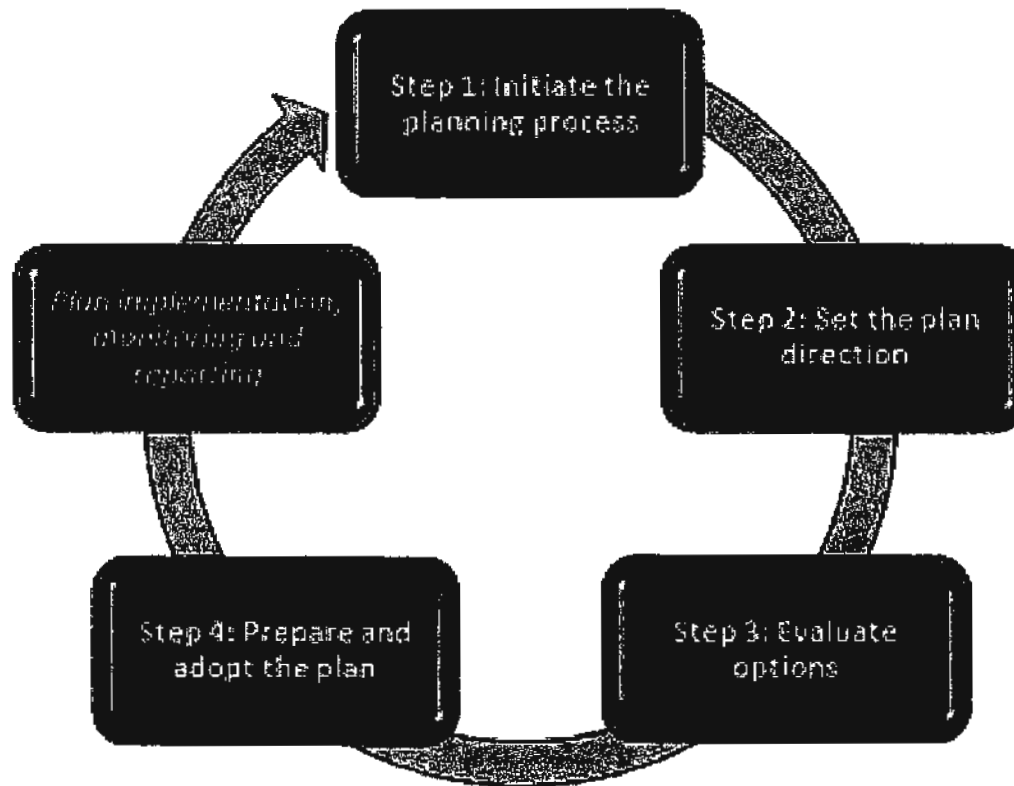 Step 1: Initiate the
planning process
Step 2: Set the plan
direction
Step 3: Evaluate
options
Step 4: Prepare and
adopt the plan
Plan implementation,
monitoring and
reporting